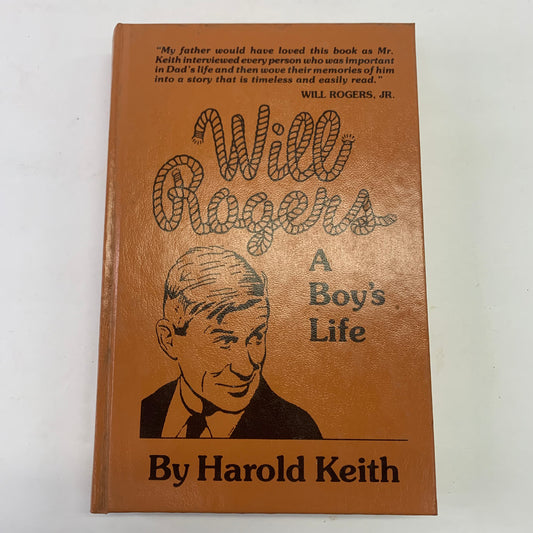 "My father would have loved this book as Mr.
Keith interviewed every person who was important
in Dad's life and then wove their memories of him
into a story that is timeless and easily read."
WILL ROGERS, JR.
Will
Rogers
A
Boy's
Life
By Harold Keith